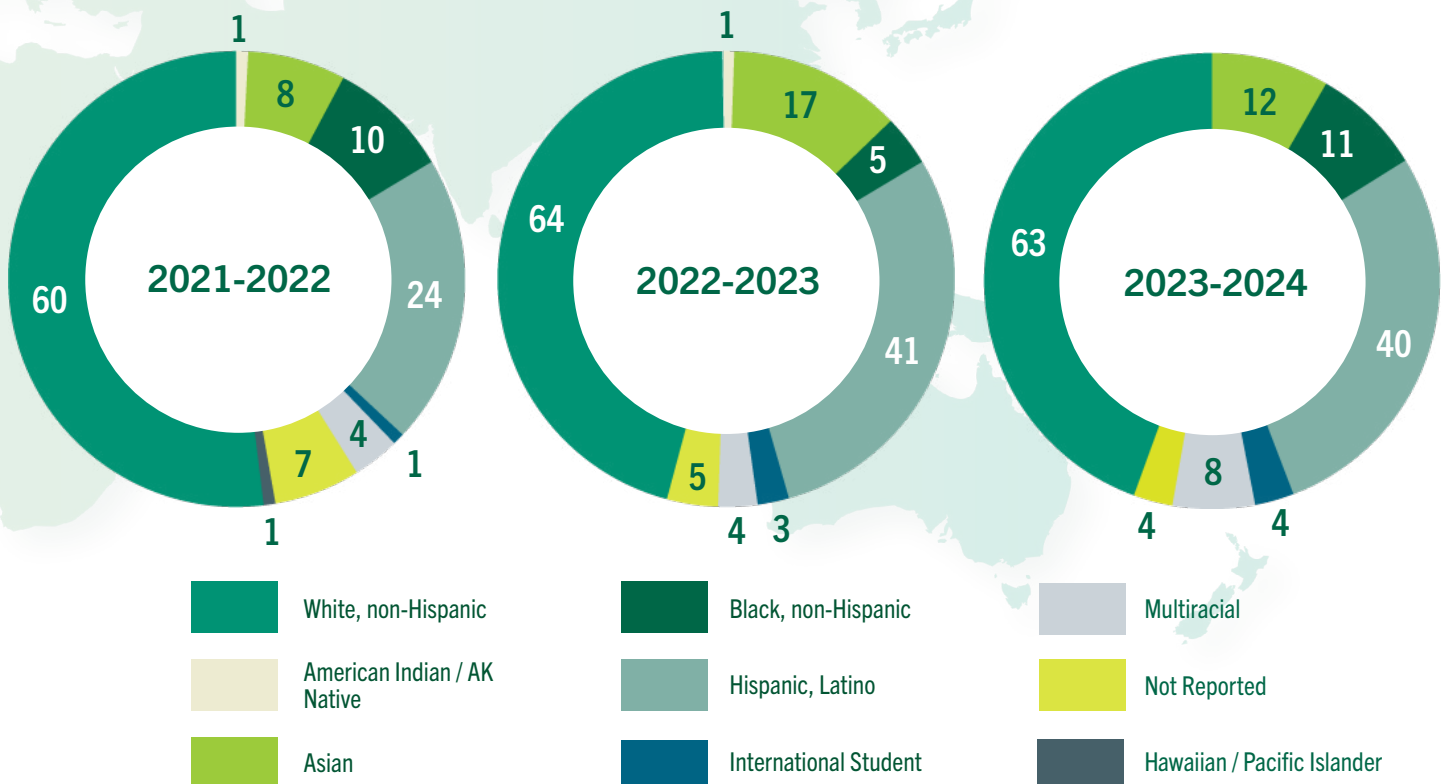 1
8
10
24
1
4
7
1
60
2021-2022
1
17
5
41
3
4
5
64
2022-2023
12
11
40
4
8
4
63
2023-2024
White, non-Hispanic
American Indian / AK
Native
Asian
Black, non-Hispanic
Hispanic, Latino
International Student
Multiracial
Not Reported
Hawaiian / Pacific Islander